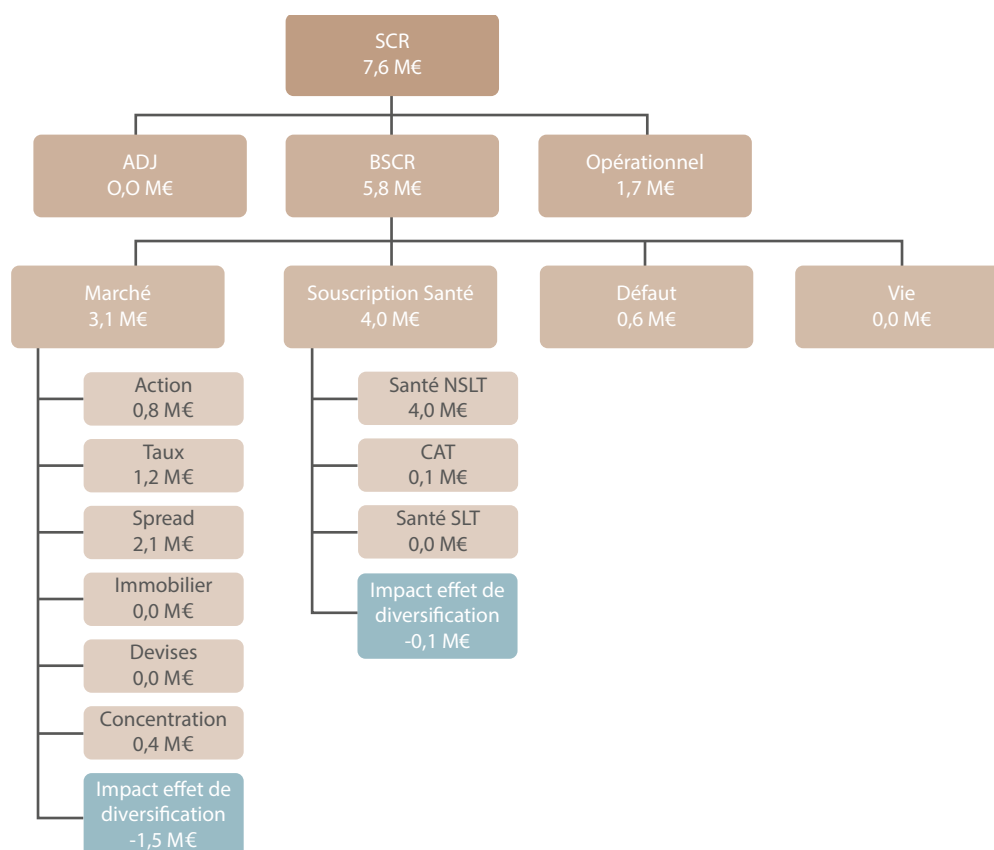 SCR
7,6 M€
ADJ
0,O M€
BSCR
5,8 M€
Opérationnel
1,7 M€
Marché
3,1 M€
Souscription Santé
4,0 M€
Défaut
0,6 M€
Vie
0,0 M€
Action
0,8 M€
Taux
1,2 M€
Spread
2,1 M€
Immobilier
0,0 M€
Devises
0,0 M€
Concentration
0,4 M€
Impact effet de
diversification
-1,5 M€
Santé NSLT
4,0 M€
CAT
0,1 M€
Santé SLT
0,0 M€
Impact effet de
diversification
-0,1 M€